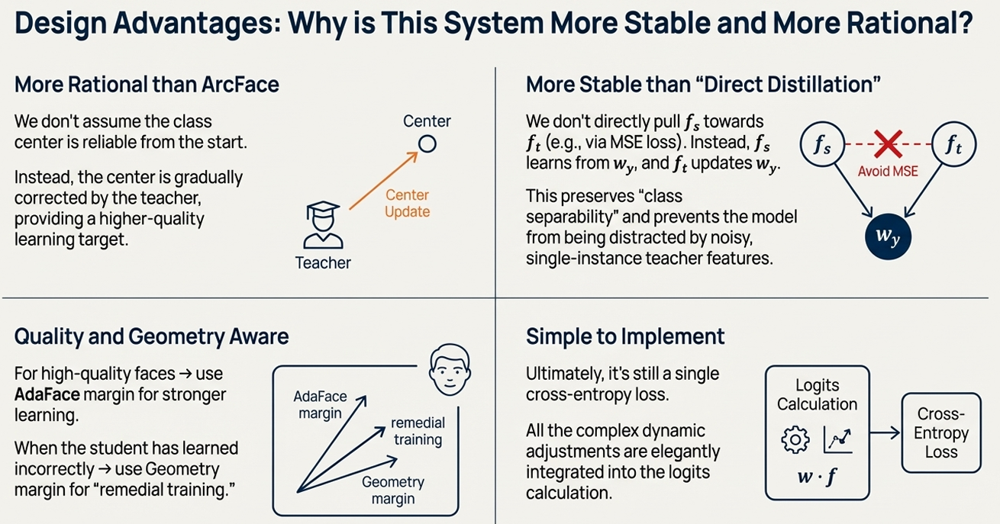 Design Advantages: Why is This System More Stable and More Rational?
More Rational than ArcFace
We don't assume the class
center is reliable from the start.
Instead, the center is gradually
corrected by the teacher,
providing a higher-quality
learning target.
Center
Center
Update
Teacher
More Stable than “Direct Distillation”
We don't directly pull fₛ towards
fₜ (e.g., via MSE loss). Instead, fₛ
learns from w_y, and fₜ updates w_y.
This preserves “class
separability” and prevents the model
from being distracted by noisy,
single-instance teacher features.
fₛ
fₜ
Avoid MSE
w_y
Quality and Geometry Aware
For high-quality faces → use
AdaFace margin for stronger
learning.
When the student has learned
incorrectly → use Geometry
margin for “remedial training.”
AdaFace
margin
remedial
training
Geometry
margin
Simple to Implement
Ultimately, it's still a single
cross-entropy loss.
All the complex dynamic
adjustments are elegantly
integrated into the logits
calculation.
Logits
Calculation
w · f
Cross-
Entropy
Loss